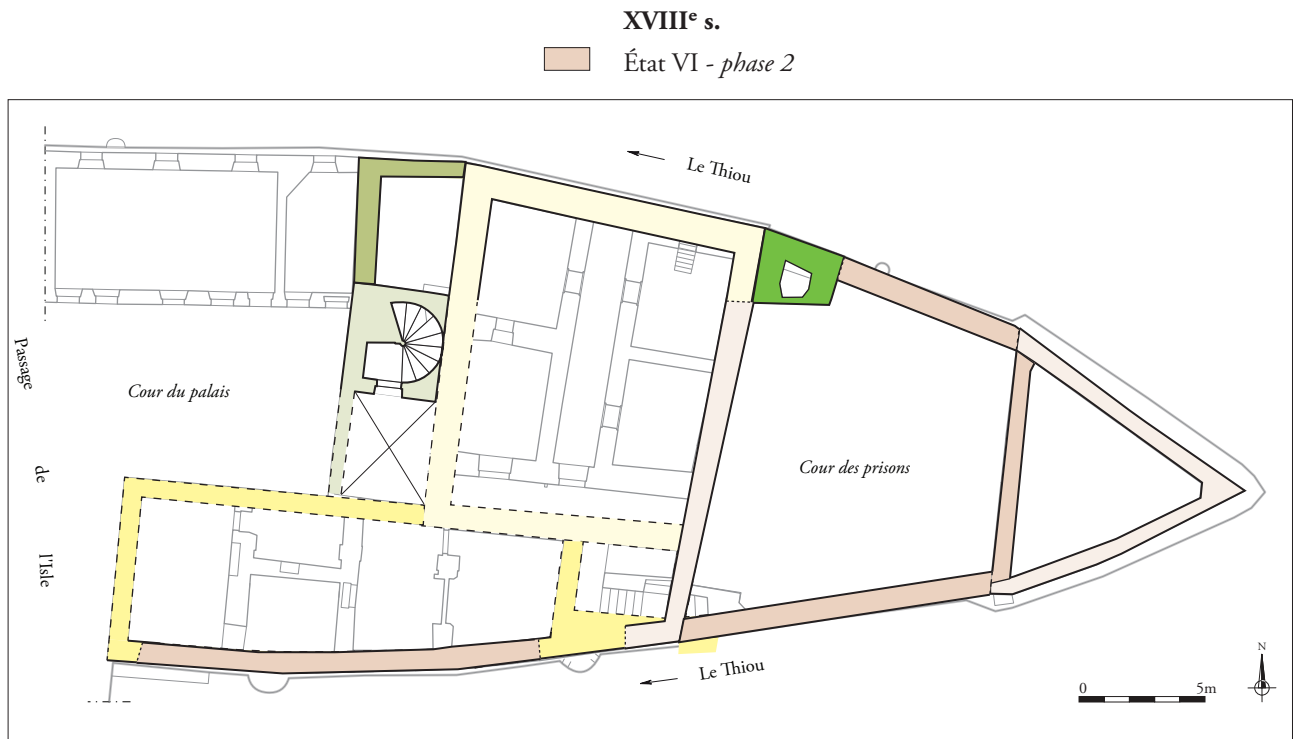 XVIIIᵉ s.
État VI - phase 2
Le Thiou
Passage
de
l'Isle
Cour du palais
Cour des prisons
Le Thiou
0 5m
N